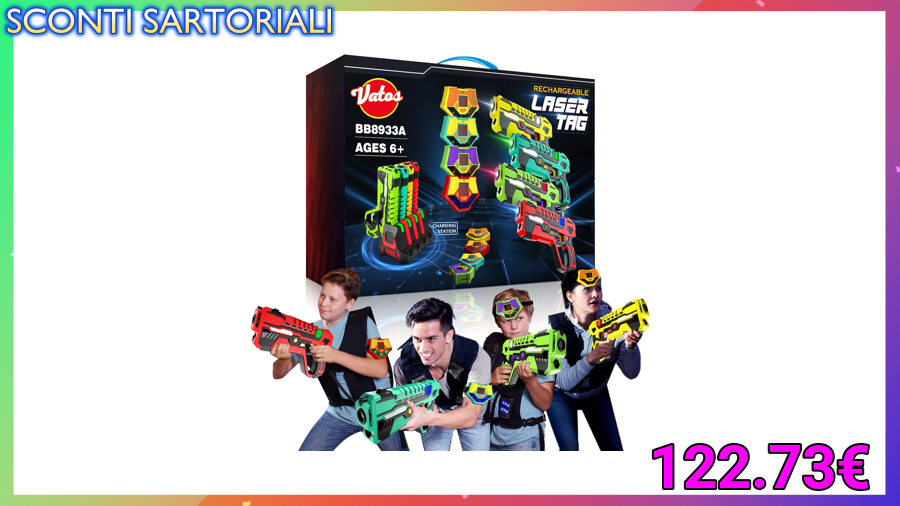 SCONTI SARTORIALI
Vatos
BB8933A
AGES 6+
RECHARGEABLE
LASER
TAG
CHARGING
STATION
122.73€